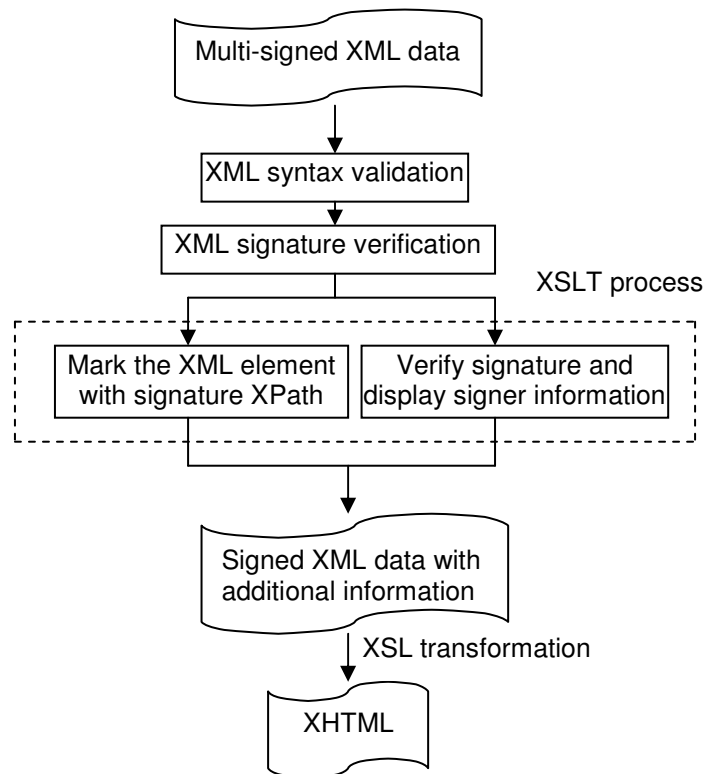 Multi-signed XML data
XML syntax validation
XML signature verification
XSLT process
Mark the XML element
with signature XPath
Verify signature and
display signer information
Signed XML data with
additional information
XSL transformation
XHTML